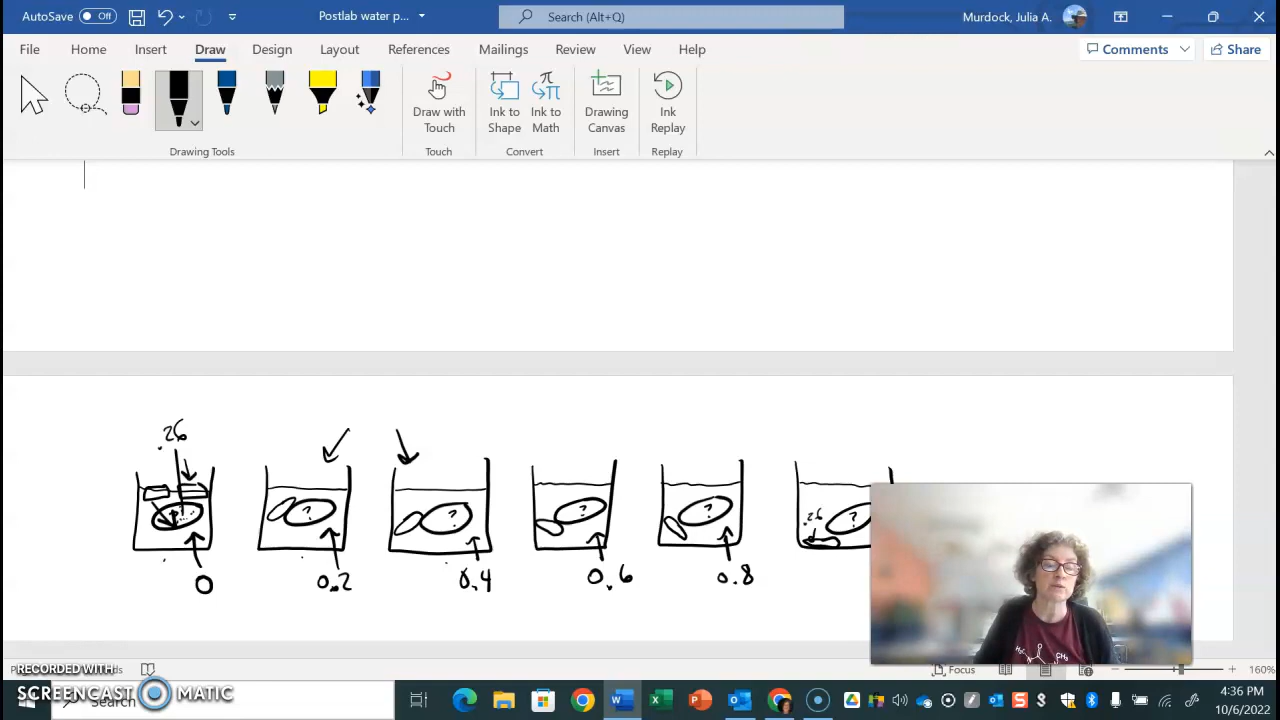 AutoSave Off Postlab water p... Search (Alt+Q) Murdock, Julia A.
File Home Insert Draw Design Layout References Mailings Review View Help Comments Share
Draw with Touch
Ink to Shape
Ink to Math
Drawing Canvas
Ink Replay
Drawing Tools Touch Convert Insert Replay
.26
? ? ? ? ?
.26
0 0.2 0.4 0.6 0.8
Focus 160%
RECORDED WITH
SCREENCAST MATIC
Search
4:36 PM
10/6/2022